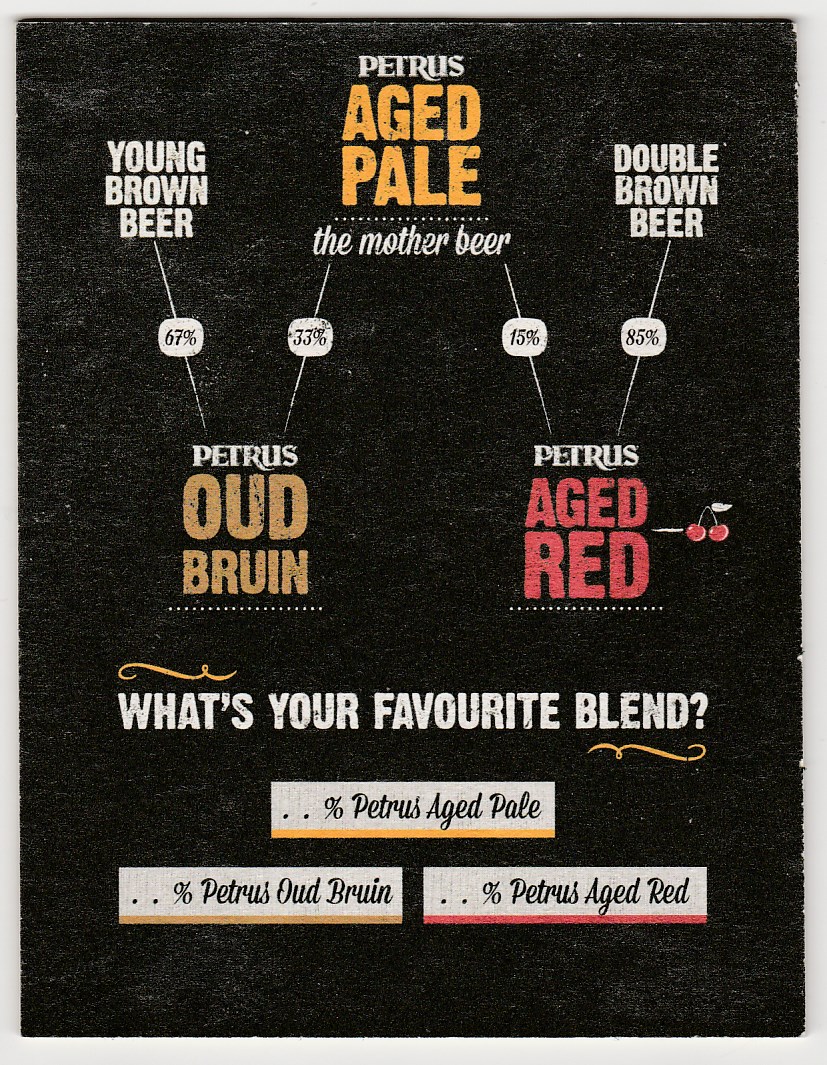 PETRUS
AGED
PALE
the mother beer
YOUNG
BROWN
BEER
DOUBLE
BROWN
BEER
67%
33%
15%
85%
PETRUS
OUD
BRUIN
PETRUS
AGED
RED
WHAT'S YOUR FAVOURITE BLEND?
. . % Petrus Aged Pale
. . % Petrus Oud Bruin
. . % Petrus Aged Red